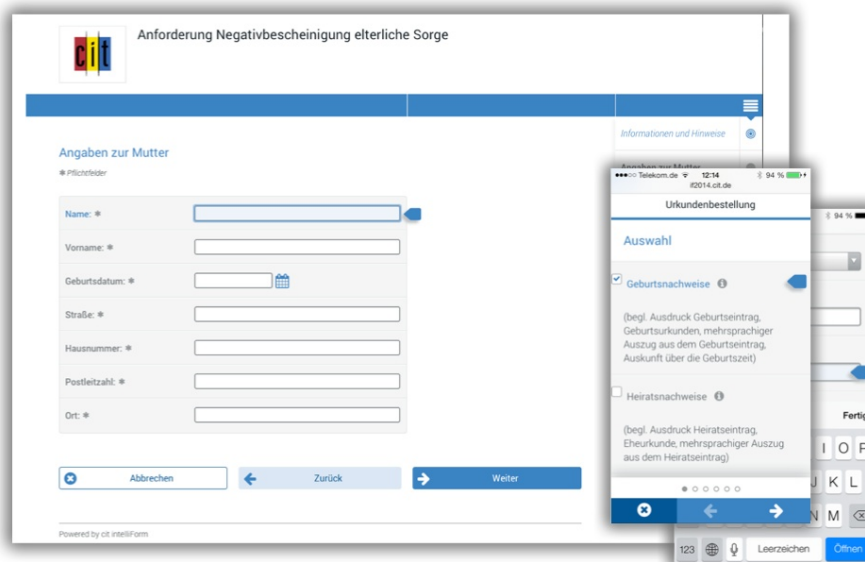 cit
Anforderung Negativbescheinigung elterliche Sorge
Informationen und Hinweise
Angaben zur Mutter
Angaben zur Mutter
* Pflichtfelder
Name: *
Vorname: *
Geburtsdatum: *
Straße: *
Hausnummer: *
Postleitzahl: *
Ort: *
Abbrechen
Zurück
Weiter
Powered by cit intelliForm
Telekom.de 12:14 94 %
if2014.cit.de
Urkundenbestellung
Auswahl
Geburtsnachweise
(begl. Ausdruck Geburtseintrag,
Geburtsurkunden, mehrsprachiger
Auszug aus dem Geburtseintrag,
Auskunft über die Geburtszeit)
Heiratsnachweise
(begl. Ausdruck Heiratseintrag,
Eheurkunde, mehrsprachiger Auszug
aus dem Heiratseintrag)
94 %
I O P
K L
N M
123 Leerzeichen Öffnen